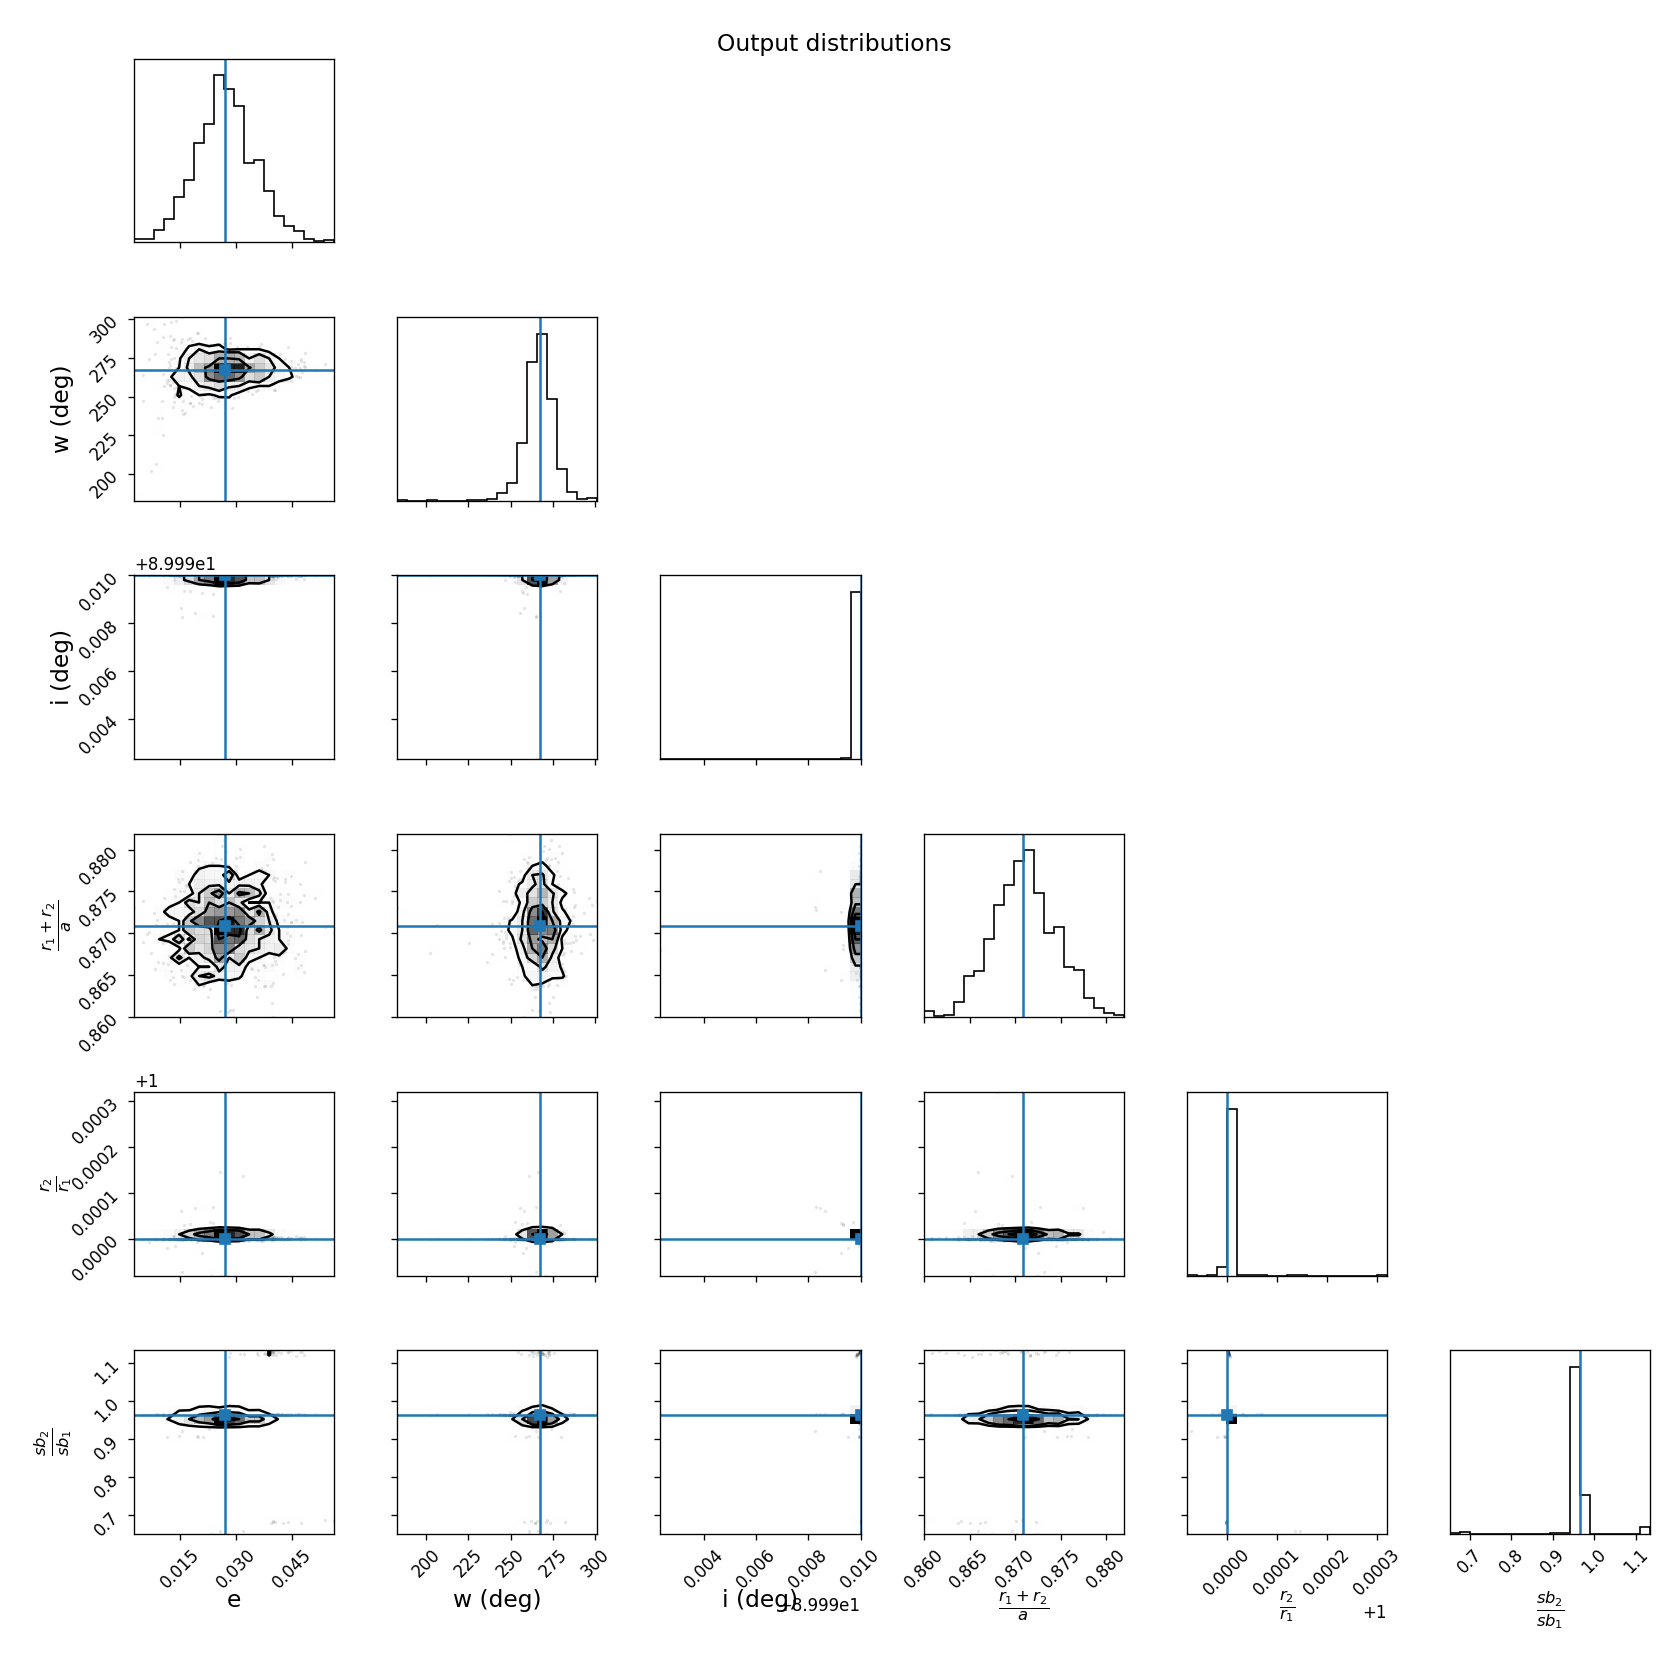 Output distributions
300
275
250
225
200
w (deg)
+8.999e1
0.010
0.008
0.006
0.004
i (deg)
0.880
0.875
0.870
0.865
0.860
r₁ + r₂
a
+1
0.0003
0.0002
0.0001
0.0000
r₂
r₁
1.1
1.0
0.9
0.8
0.7
sb₂
sb₁
0.015 0.030 0.045
e
200 225 250 275 300
w (deg)
0.004 0.006 0.008 0.010
i (deg)
+8.999e1
0.860 0.865 0.870 0.875 0.880
r₁ + r₂
a
0.0000 0.0001 0.0002 0.0003
r₂
r₁
+1
0.7 0.8 0.9 1.0 1.1
sb₂
sb₁